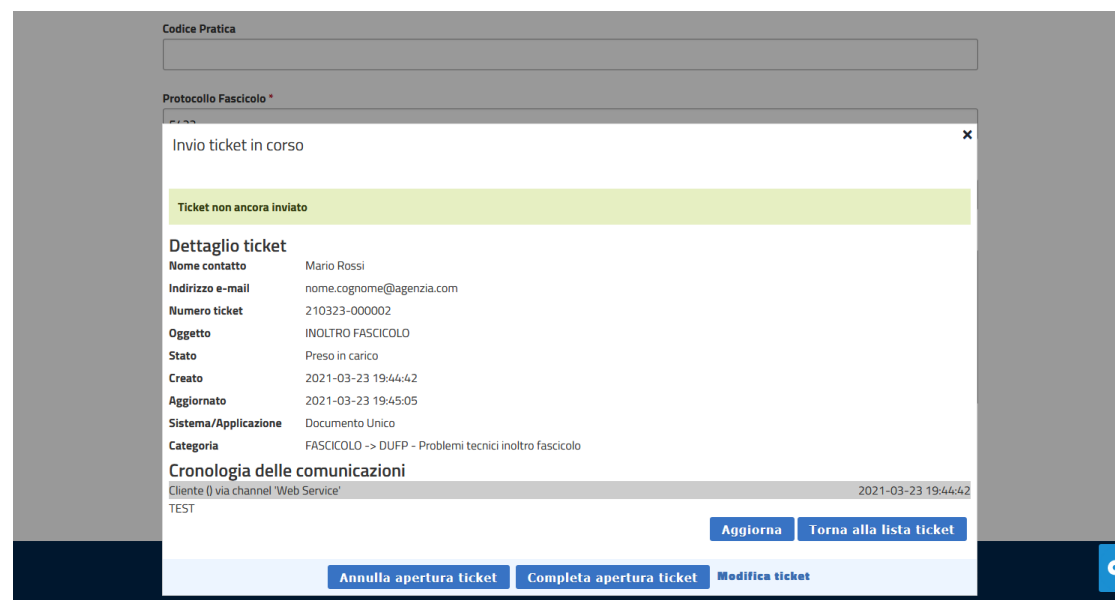 Codice Pratica
Protocollo Fascicolo *
Invio ticket in corso
Ticket non ancora inviato
Dettaglio ticket
Nome contatto Mario Rossi
Indirizzo e-mail nome.cognome@agenzia.com
Numero ticket 210323-000002
Oggetto INOLTRO FASCICOLO
Stato Preso in carico
Creato 2021-03-23 19:44:42
Aggiornato 2021-03-23 19:45:05
Sistema/Applicazione Documento Unico
Categoria FASCICOLO -> DUFP - Problemi tecnici inoltro fascicolo
Cronologia delle comunicazioni
Cliente () via channel 'Web Service' 2021-03-23 19:44:42
TEST
Aggiorna Torna alla lista ticket
Annulla apertura ticket Completa apertura ticket Modifica ticket